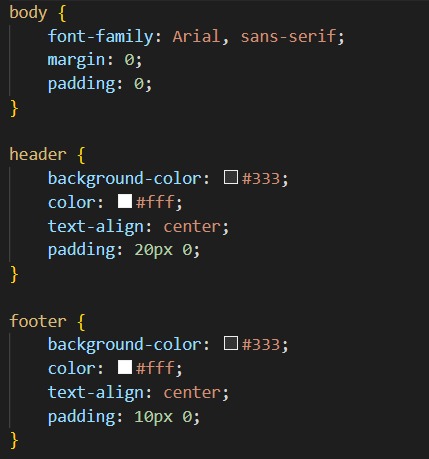 body {
    font-family: Arial, sans-serif;
    margin: 0;
    padding: 0;
}

header {
    background-color: #333;
    color: #fff;
    text-align: center;
    padding: 20px 0;
}

footer {
    background-color: #333;
    color: #fff;
    text-align: center;
    padding: 10px 0;
}